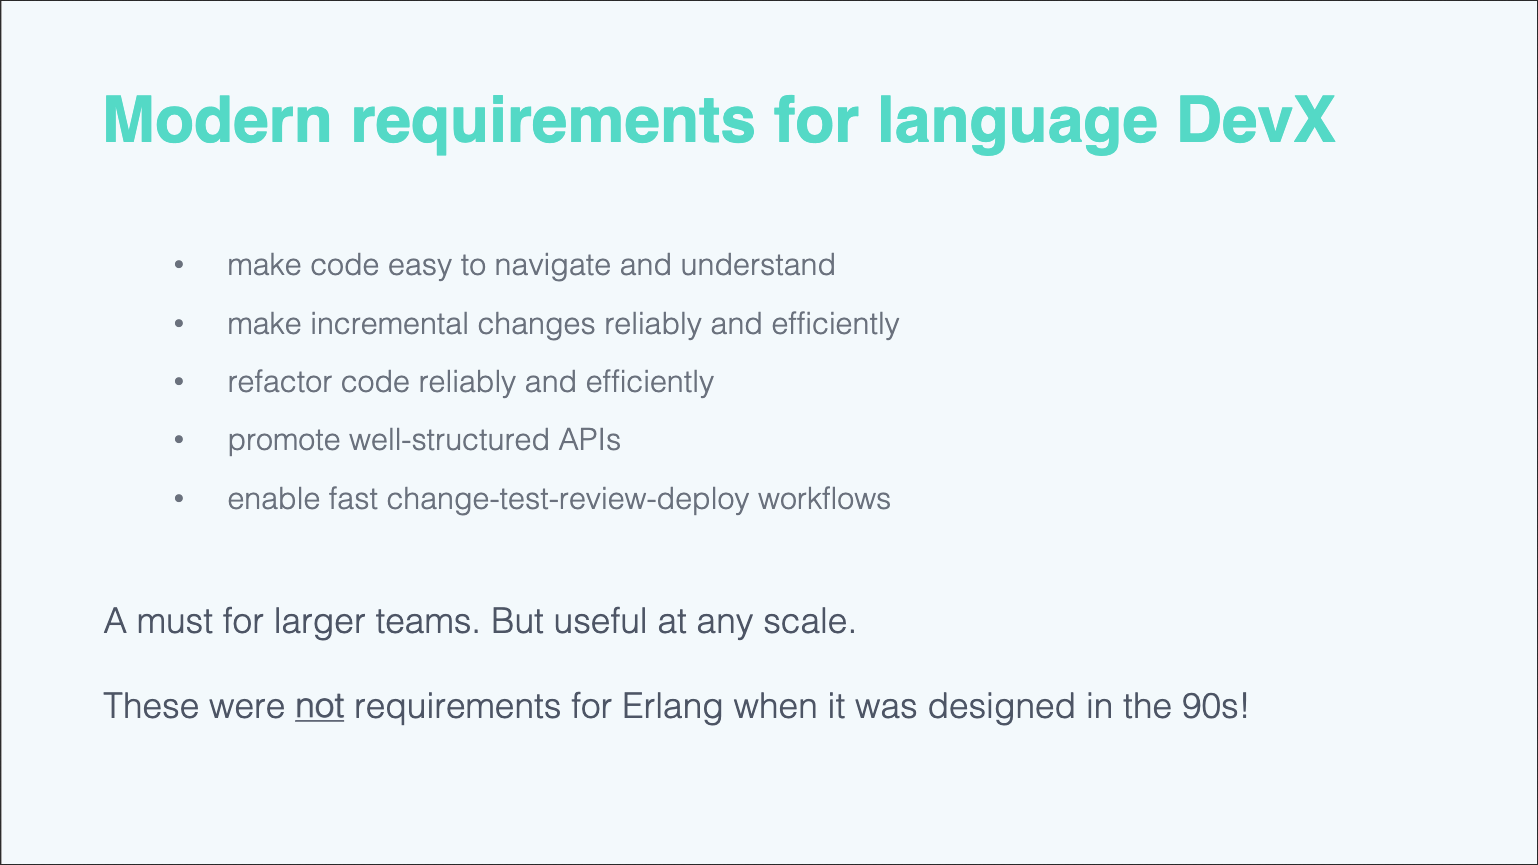 Modern requirements for language DevX
• make code easy to navigate and understand
• make incremental changes reliably and efficiently
• refactor code reliably and efficiently
• promote well-structured APIs
• enable fast change-test-review-deploy workflows
A must for larger teams. But useful at any scale.
These were not requirements for Erlang when it was designed in the 90s!